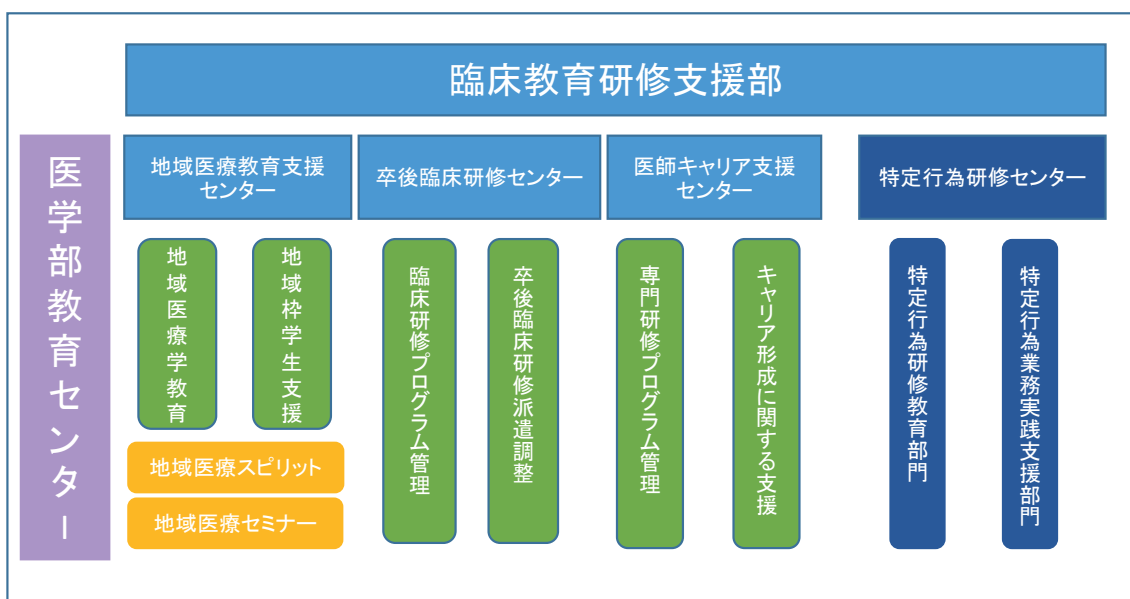 臨床教育研修支援部
医学部教育センター
地域医療教育支援
センター
卒後臨床研修センター
医師キャリア支援
センター
特定行為研修センター
地域医療学教育
地域枠学生支援
臨床研修プログラム管理
卒後臨床研修派遣調整
専門研修プログラム管理
キャリア形成に関する支援
特定行為研修教育部門
特定行為業務実践支援部門
地域医療スピリット
地域医療セミナー